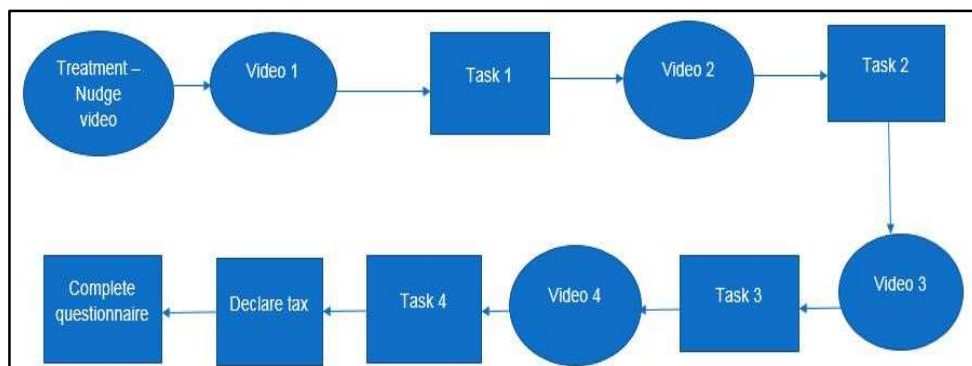 Treatment –
Nudge
video
Video 1
Task 1
Video 2
Task 2
Video 3
Task 3
Video 4
Task 4
Declare tax
Complete
questionnaire